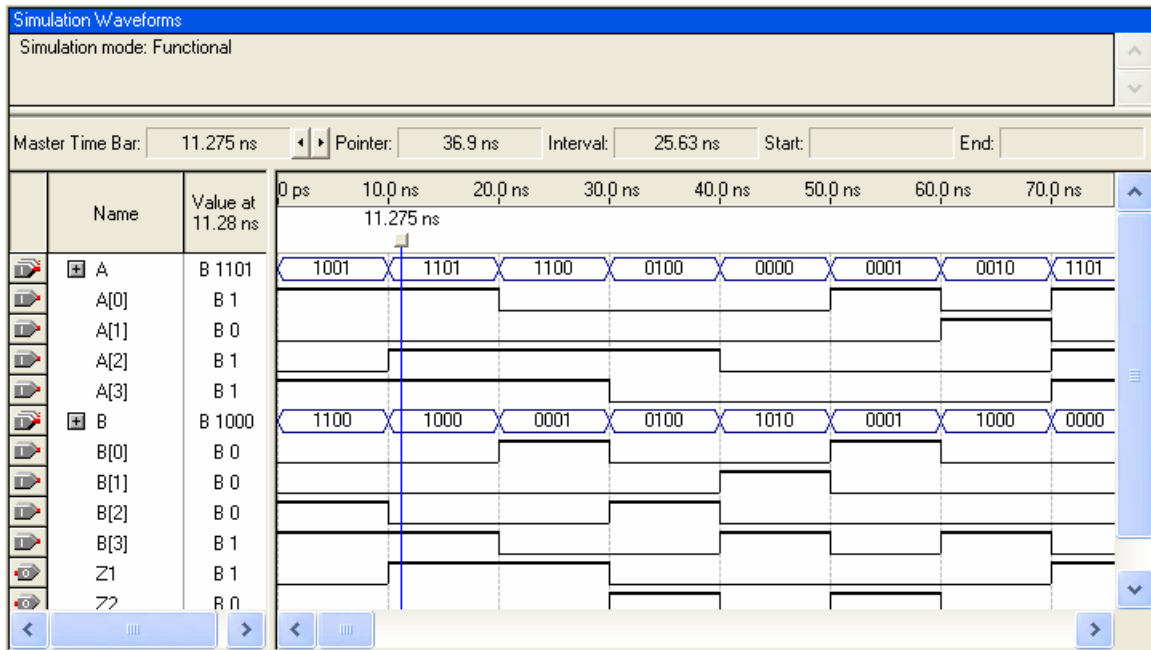 Simulation Waveforms
Simulation mode: Functional
Master Time Bar: 11.275 ns Pointer: 36.9 ns Interval: 25.63 ns Start: End:
Name Value at 11.28 ns 0 ps 10.0 ns 20.0 ns 30.0 ns 40.0 ns 50.0 ns 60.0 ns 70.0 ns
11.275 ns
A B 1101 1001 1101 1100 0100 0000 0001 0010 1101
A[0] B 1
A[1] B 0
A[2] B 1
A[3] B 1
B B 1000 1100 1000 0001 0100 1010 0001 1000 0000
B[0] B 0
B[1] B 0
B[2] B 0
B[3] B 1
Z1 B 1
Z2 B 0